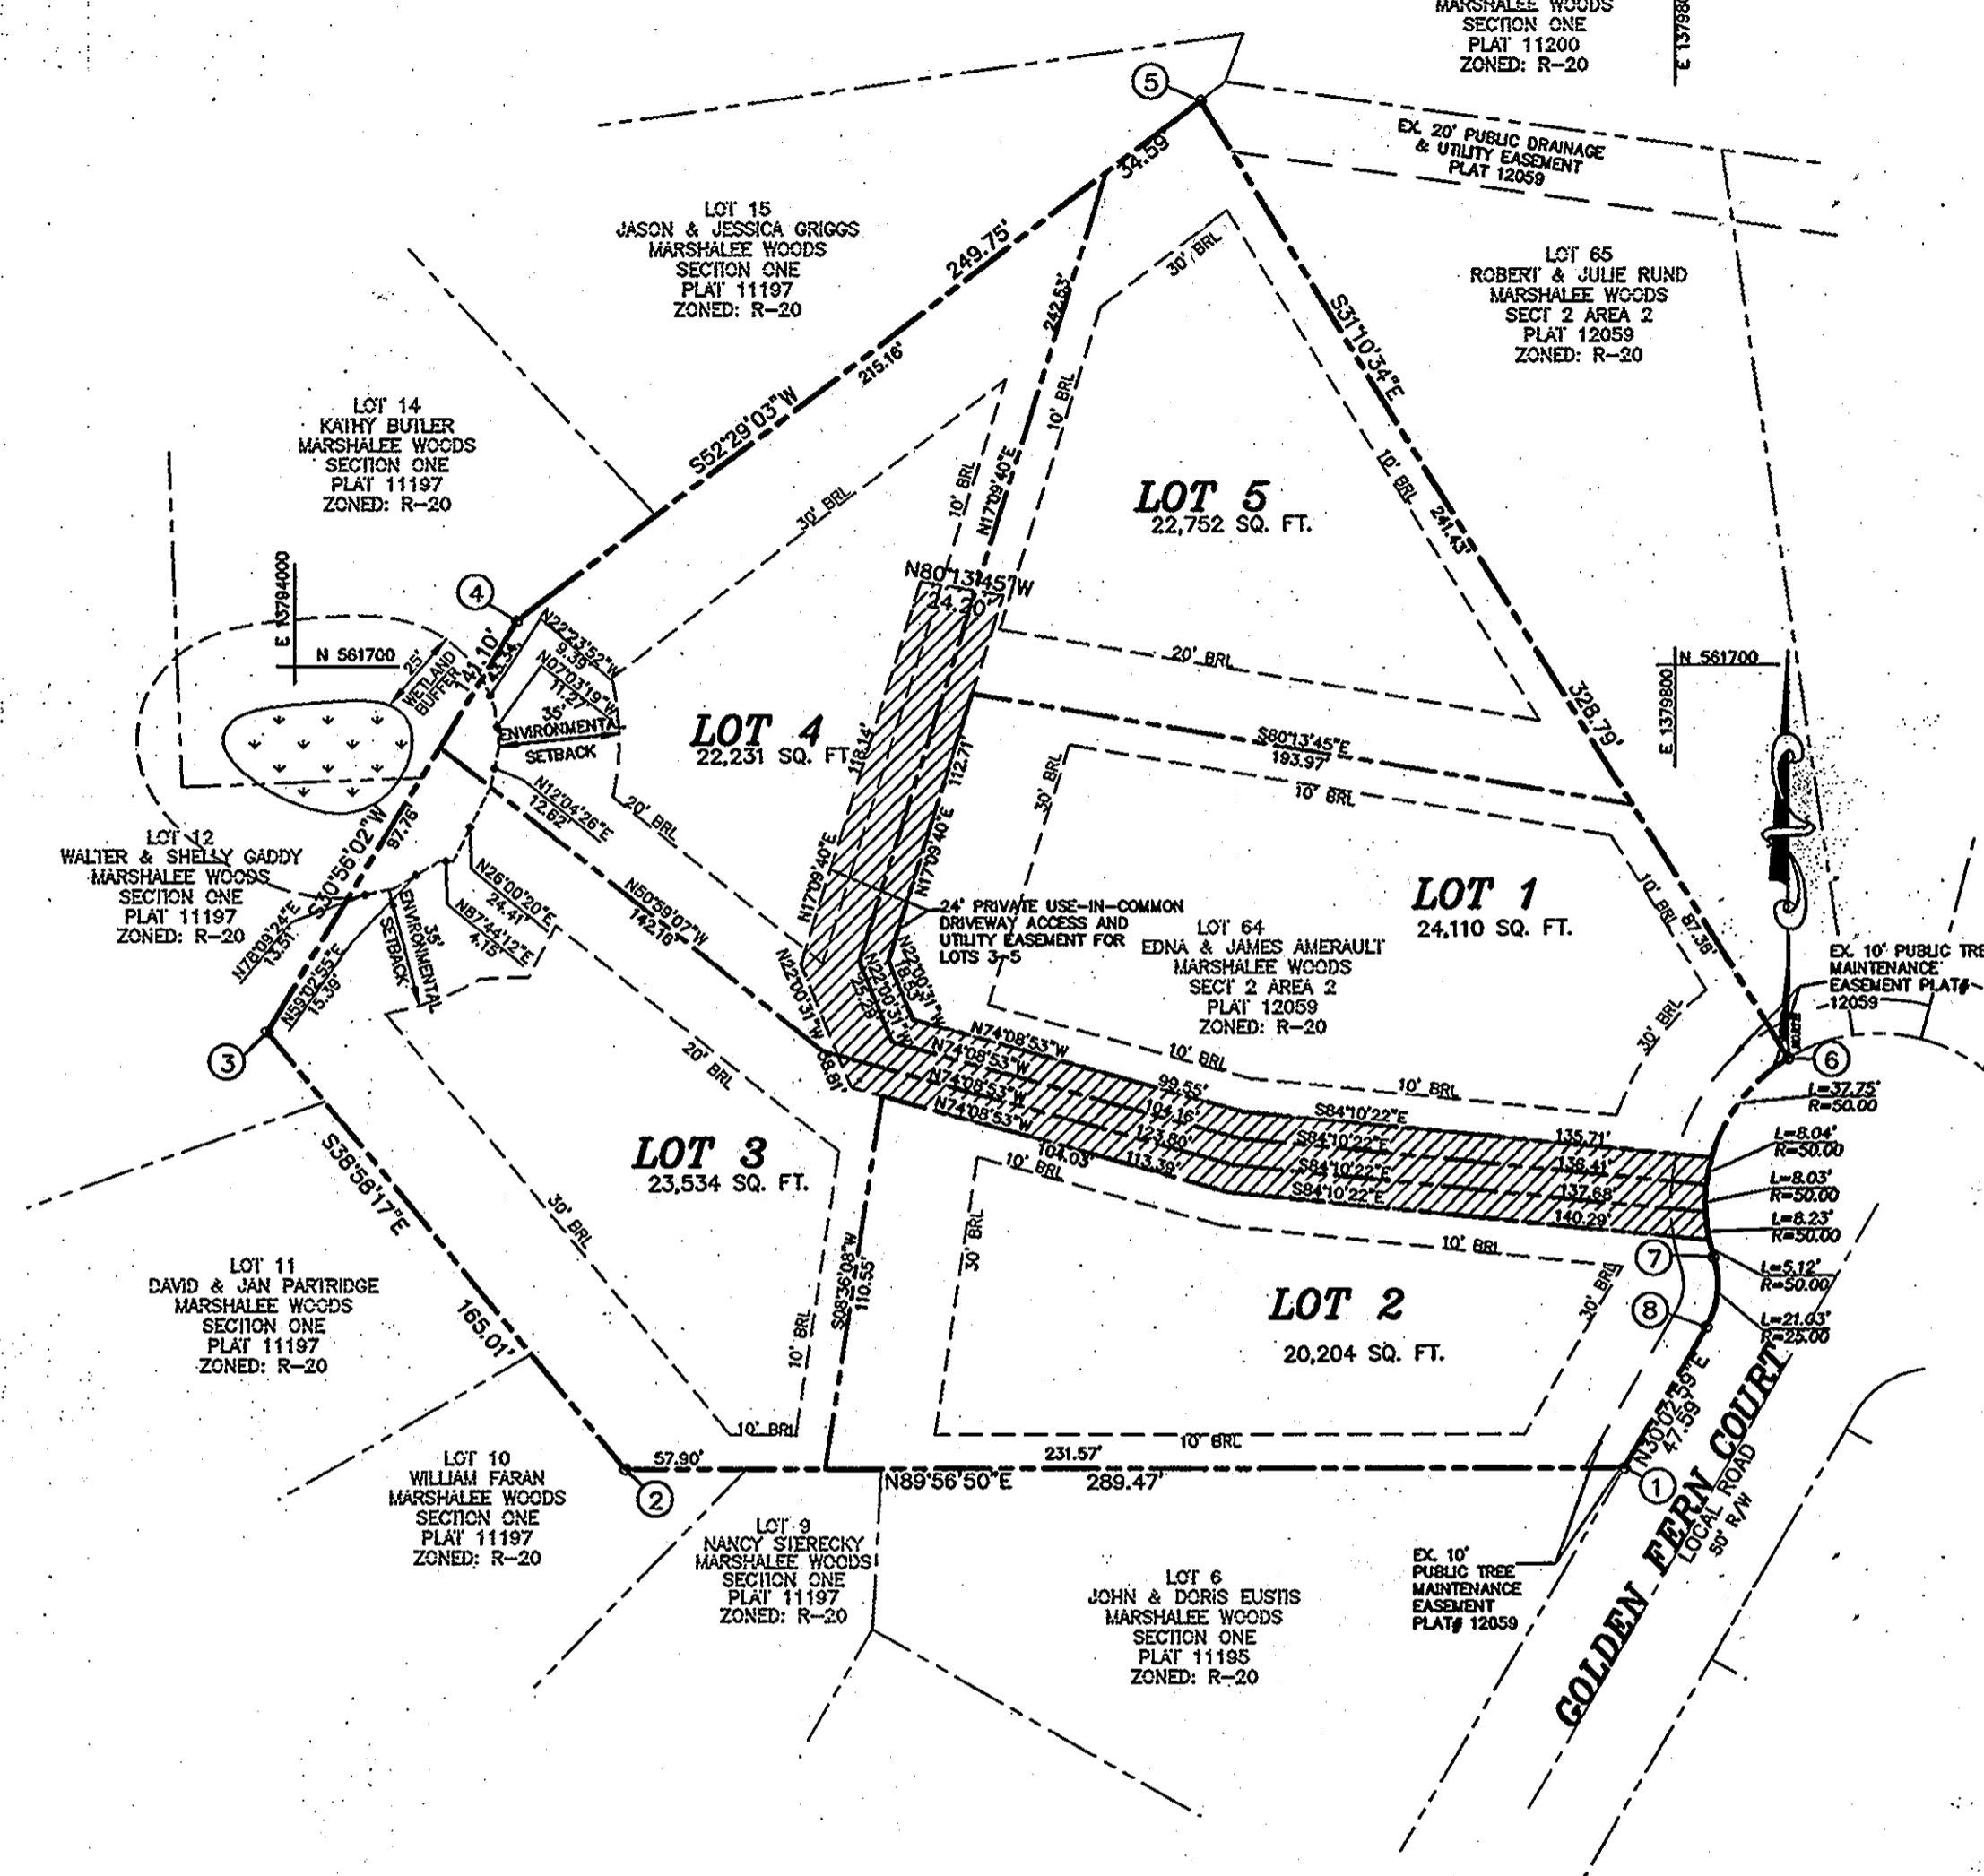 MARSHALEE WOODS
SECTION ONE
PLAT 11200
ZONED: R-20
5
34.59'
EX. 20' PUBLIC DRAINAGE
& UTILITY EASEMENT
PLAT 12059
LOT 15
JASON & JESSICA GRIGGS
MARSHALEE WOODS
SECTION ONE
PLAT 11197
ZONED: R-20
249.75'
215.16'
S52°29'03"W
242.53'
N17°09'40"E
30' BRL
10' BRL
10' BRL
30' BRL
LOT 65
ROBERT & JULIE RUND
MARSHALEE WOODS
SECT 2 AREA 2
PLAT 12059
ZONED: R-20
S31°10'34"E
10' BRL
241.43'
328.79'
87.38'
LOT 14
KATHY BUTLER
MARSHALEE WOODS
SECTION ONE
PLAT 11197
ZONED: R-20
LOT 5
22,752 SQ. FT.
N80°13'45"W
24.20'
20' BRL
E 13794000
N 561700
4
141.10'
43.34'
25'
WETLAND
BUFFER
N22°23'52"W
9.39'
N07°03'19"W
11.27'
35'
ENVIRONMENTAL
SETBACK
LOT 4
22,231 SQ. FT.
118.14'
112.71'
N17°09'40"E
N17°09'40"E
S80°13'45"E
193.97'
10' BRL
30' BRL
E 1379800
N 561700
N12°04'26"E
12.62'
20' BRL
LOT 12
WALTER & SHELLY GADDY
MARSHALEE WOODS
SECTION ONE
PLAT 11197
ZONED: R-20
S30°56'02"W
97.76'
N78°09'24"E
13.51'
N59°02'55"E
15.39'
35'
ENVIRONMENTAL
SETBACK
N26°00'20"E
24.41'
N87°44'12"E
4.15'
N50°59'07"W
142.16'
24' PRIVATE USE-IN-COMMON
DRIVEWAY ACCESS AND
UTILITY EASEMENT FOR
LOTS 3-5
LOT 64
EDNA & JAMES AMERAULT
MARSHALEE WOODS
SECT 2 AREA 2
PLAT 12059
ZONED: R-20
LOT 1
24,110 SQ. FT.
10' BRL
30' BRL
EX. 10' PUBLIC TRE
MAINTENANCE
EASEMENT PLAT#
12059
N22°00'31"W
38.81'
N22°00'31"W
25.29'
N22°00'31"W
18.53'
3
6
20' BRL
N74°08'53"W
99.55'
N74°08'53"W
104.16'
N74°08'53"W
123.80'
N74°08'53"W
113.39'
104.03'
10' BRL
10' BRL
S84°10'22"E
135.71'
S84°10'22"E
136.41'
S84°10'22"E
137.68'
S84°10'22"E
140.29'
L=37.75'
R=50.00
L=8.04'
R=50.00
L=8.03'
R=50.00
L=8.23'
R=50.00
L=5.12'
R=50.00
L=21.03'
R=25.00
7
8
S38°58'17"E
165.01'
LOT 3
23,534 SQ. FT.
30' BRL
10' BRL
10' BRL
S08°36'08"W
110.55'
10' BRL
30' BRL
10' BRL
LOT 2
20,204 SQ. FT.
30' BRL
10' BRL
LOT 11
DAVID & JAN PARTRIDGE
MARSHALEE WOODS
SECTION ONE
PLAT 11197
ZONED: R-20
57.90'
231.57'
N89°56'50"E
289.47'
N30°02'59"E
47.59'
2
1
LOT 10
WILLIAM FARAN
MARSHALEE WOODS
SECTION ONE
PLAT 11197
ZONED: R-20
LOT 9
NANCY SIERECKY
MARSHALEE WOODS
SECTION ONE
PLAT 11197
ZONED: R-20
LOT 6
JOHN & DORIS EUSTIS
MARSHALEE WOODS
SECTION ONE
PLAT 11195
ZONED: R-20
EX. 10'
PUBLIC TREE
MAINTENANCE
EASEMENT
PLAT# 12059
GOLDEN FERN COURT
LOCAL ROAD
50' R/W